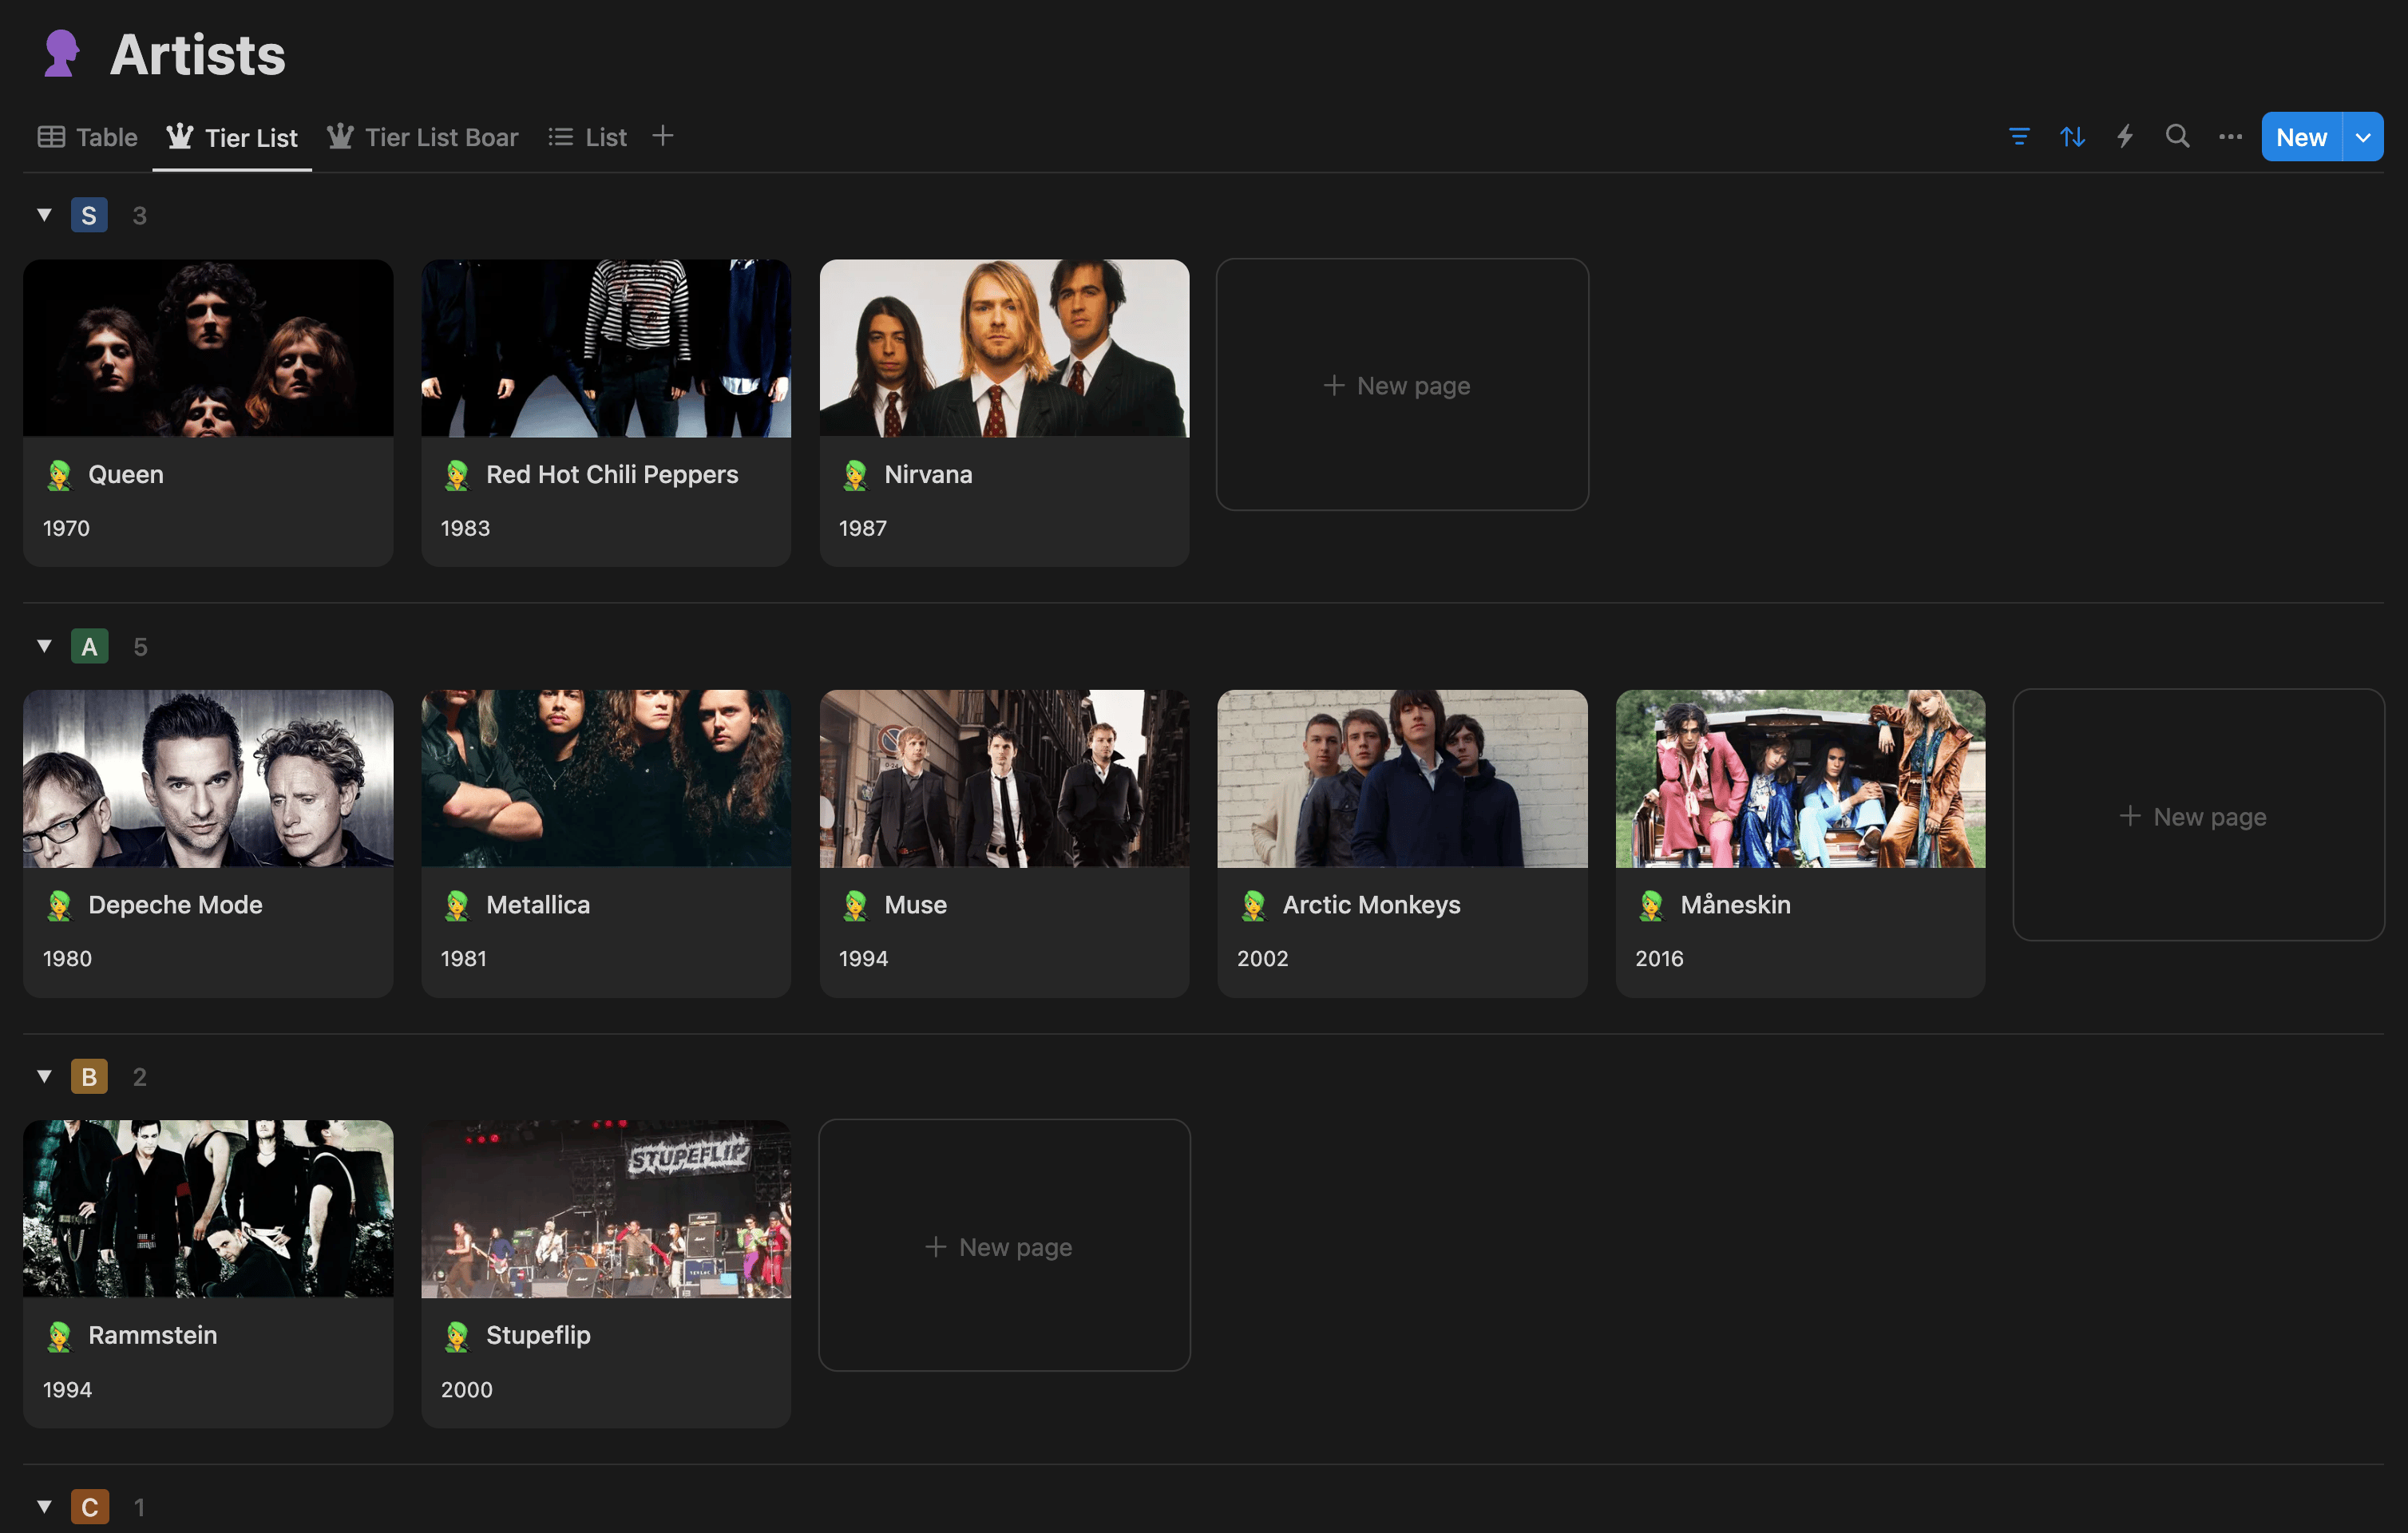 Artists
Table Tier List Tier List Boar List
New
S 3
Queen
1970
Red Hot Chili Peppers
1983
Nirvana
1987
+ New page
A 5
Depeche Mode
1980
Metallica
1981
Muse
1994
Arctic Monkeys
2002
Måneskin
2016
+ New page
B 2
Rammstein
1994
STUPEFLIP
Stupeflip
2000
+ New page
C 1